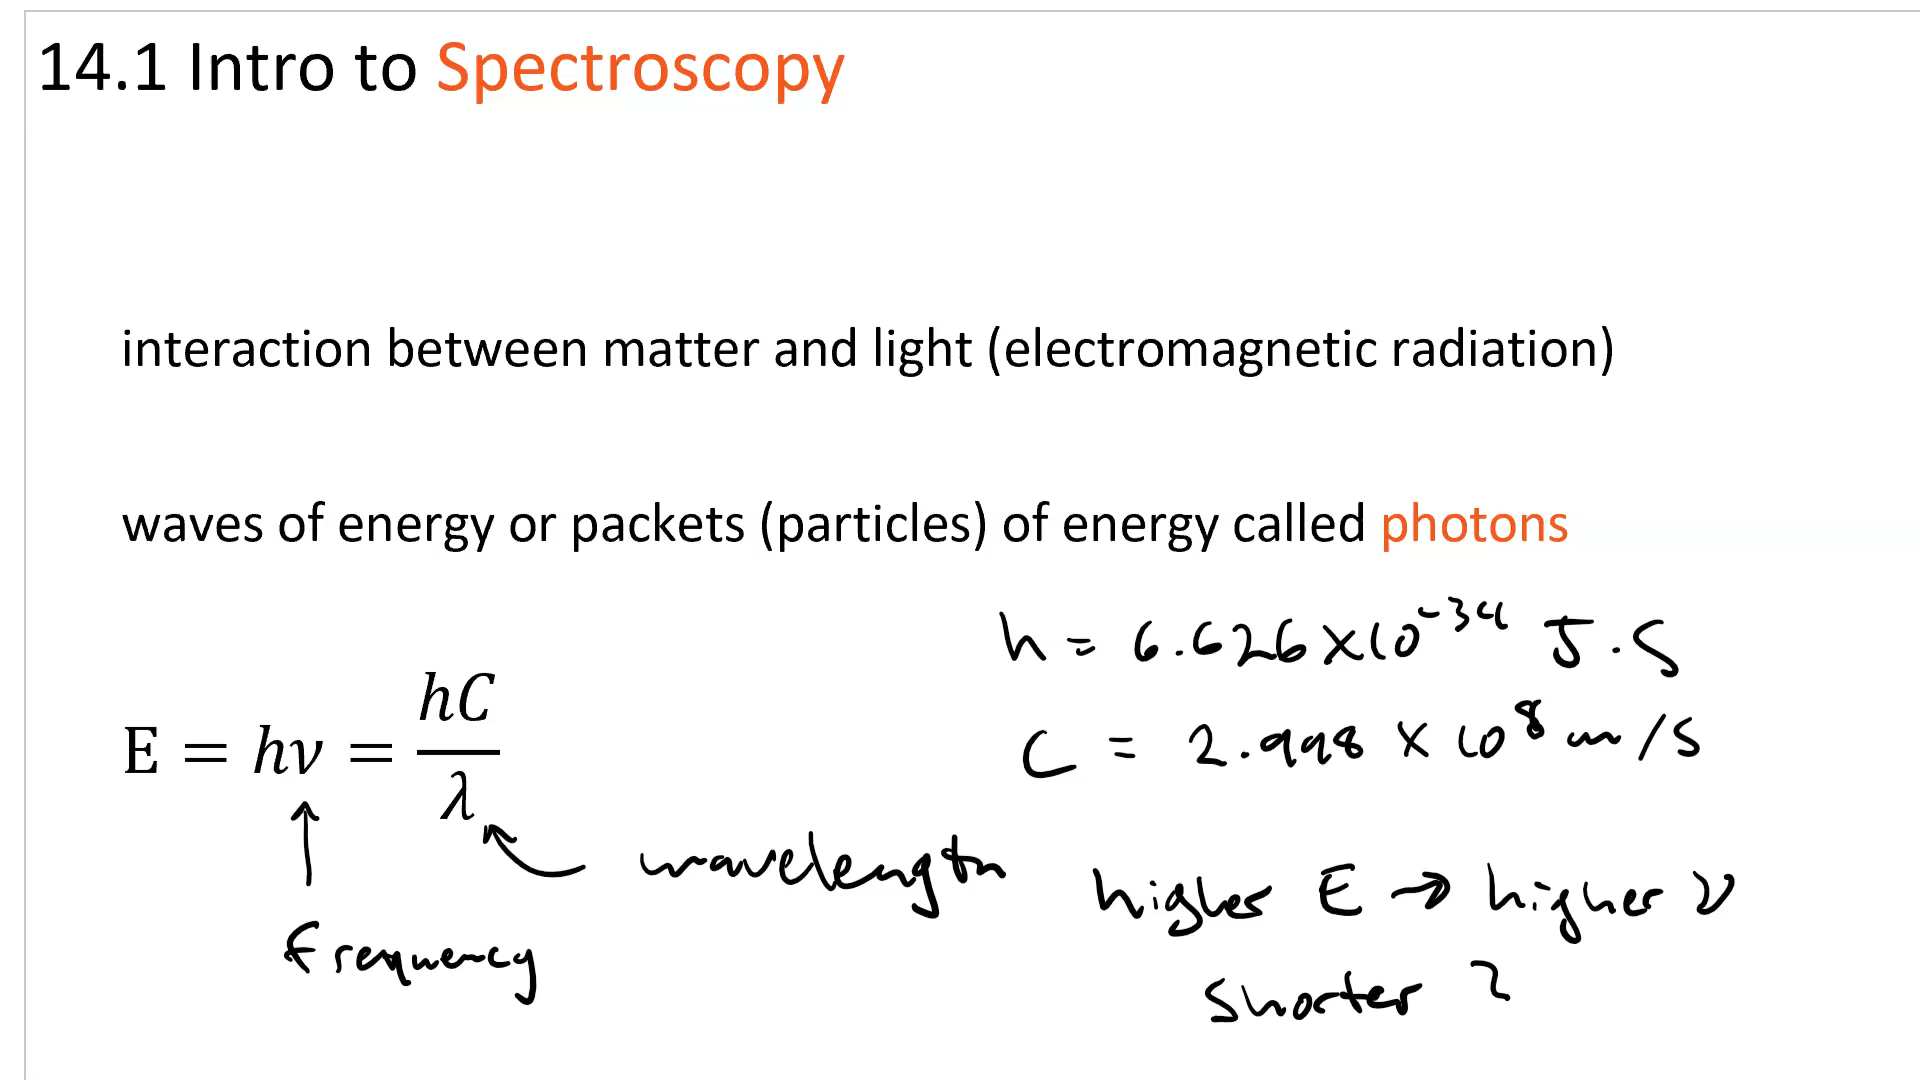 14.1 Intro to Spectroscopy
interaction between matter and light (electromagnetic radiation)
waves of energy or packets (particles) of energy called photons
h = 6.626 x10⁻³⁴ J.s
C = 2.998 x 10⁸ m/s
E = hν = hC/λ
wavelength
frequency
higher E → higher ν
shorter